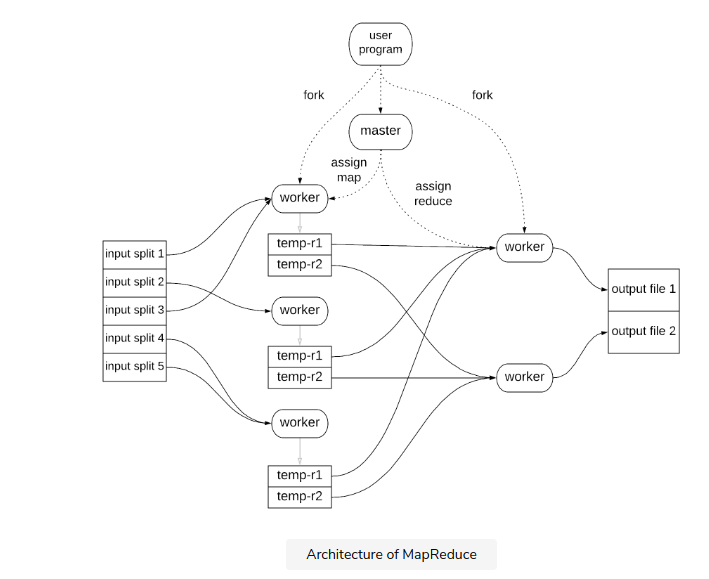 user
program
fork
fork
master
assign
map
assign
reduce
worker
temp-r1
temp-r2
worker
input split 1
input split 2
input split 3
input split 4
input split 5
output file 1
output file 2
worker
temp-r1
temp-r2
worker
worker
temp-r1
temp-r2
Architecture of MapReduce